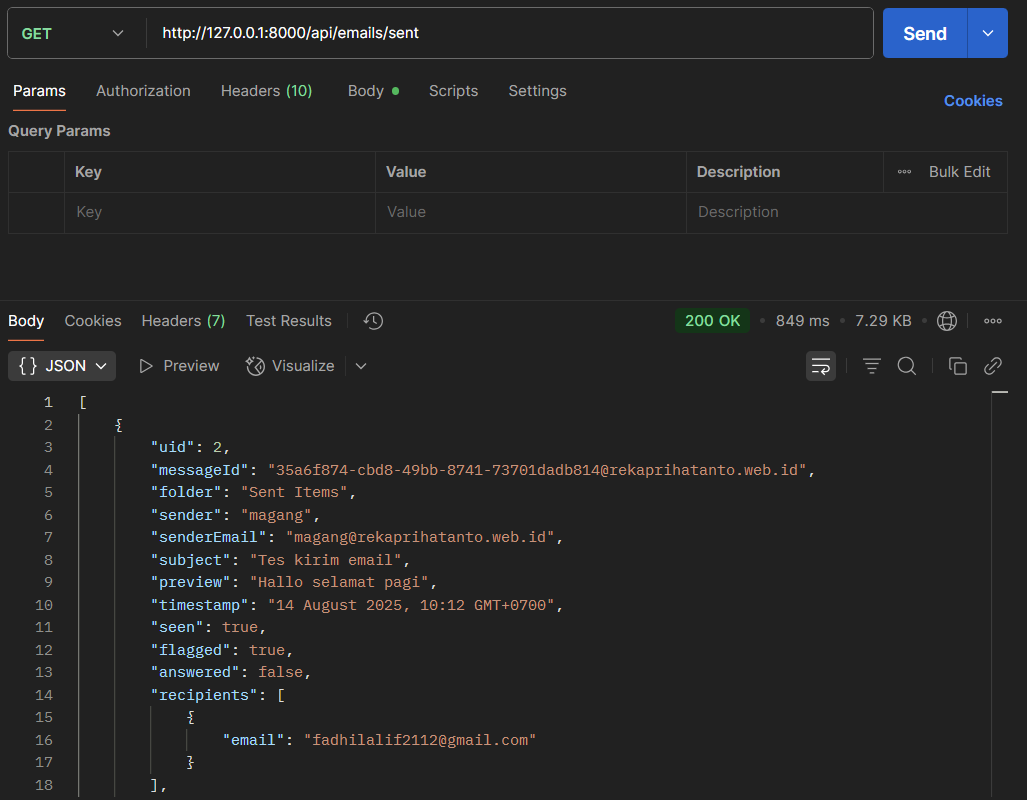 GET http://127.0.0.1:8000/api/emails/sent Send
Params Authorization Headers (10) Body Scripts Settings Cookies
Query Params
Key Value Description Bulk Edit
Key Value Description
Body Cookies Headers (7) Test Results 200 OK 849 ms 7.29 KB
{} JSON Preview Visualize
1 [
2 {
3 "uid": 2,
4 "messageId": "35a6f874-cbd8-49bb-8741-73701dadb814@rekaprihatanto.web.id",
5 "folder": "Sent Items",
6 "sender": "magang",
7 "senderEmail": "magang@rekaprihatanto.web.id",
8 "subject": "Tes kirim email",
9 "preview": "Hallo selamat pagi",
10 "timestamp": "14 August 2025, 10:12 GMT+0700",
11 "seen": true,
12 "flagged": true,
13 "answered": false,
14 "recipients": [
15 {
16 "email": "fadhilalif2112@gmail.com"
17 }
18 ],